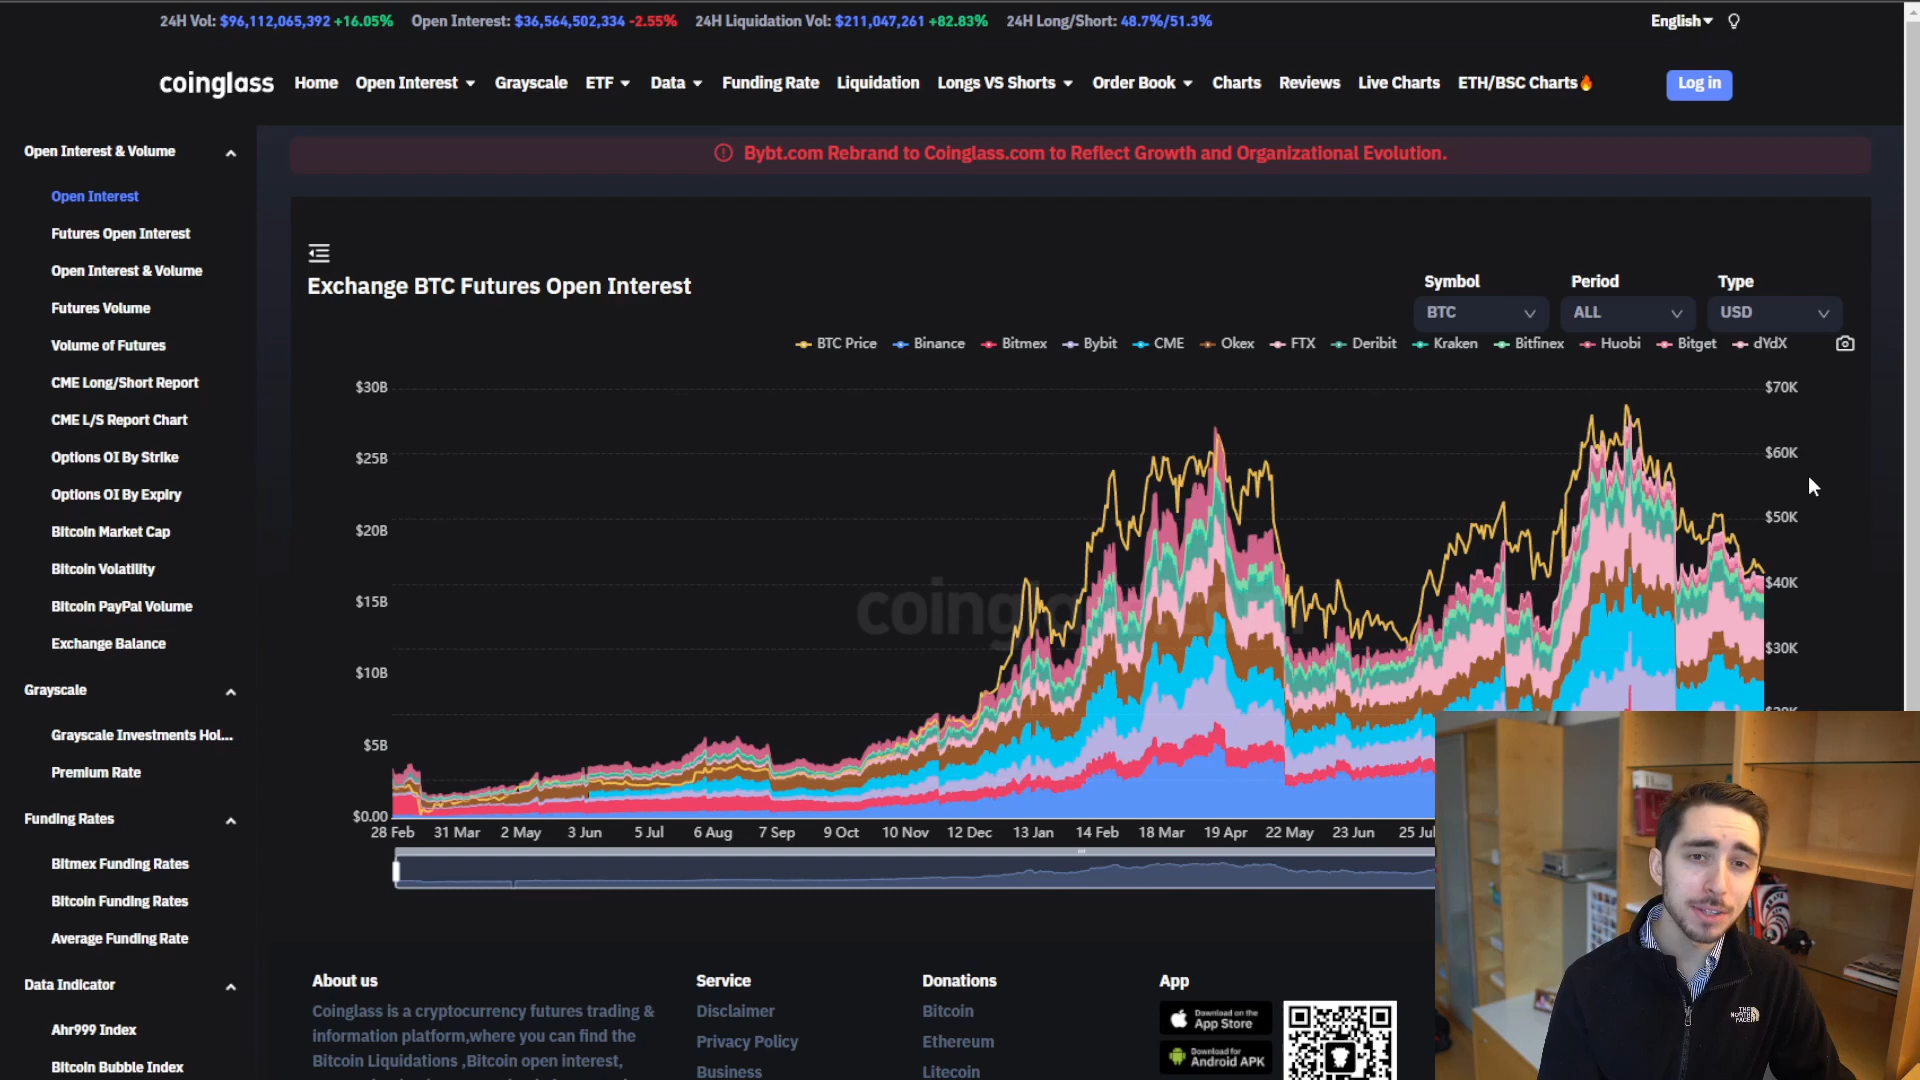 24H Vol: $96,112,065,392 +16.05% Open Interest: $36,564,502,334 -2.55% 24H Liquidation Vol: $211,047,261 +82.83% 24H Long/Short: 48.7%/51.3% English
coinglass Home Open Interest Grayscale ETF Data Funding Rate Liquidation Longs VS Shorts Order Book Charts Reviews Live Charts ETH/BSC Charts Log in
Bybt.com Rebrand to Coinglass.com to Reflect Growth and Organizational Evolution.
Open Interest & Volume
Open Interest
Futures Open Interest
Open Interest & Volume
Futures Volume
Volume of Futures
CME Long/Short Report
CME L/S Report Chart
Options OI By Strike
Options OI By Expiry
Bitcoin Market Cap
Bitcoin Volatility
Bitcoin PayPal Volume
Exchange Balance
Grayscale
Grayscale Investments Hol...
Premium Rate
Funding Rates
Bitmex Funding Rates
Bitcoin Funding Rates
Average Funding Rate
Data Indicator
Ahr999 Index
Bitcoin Bubble Index
Exchange BTC Futures Open Interest
Symbol Period Type
BTC ALL USD
BTC Price Binance Bitmex Bybit CME Okex FTX Deribit Kraken Bitfinex Huobi Bitget dYdX
$30B $70K
$25B $60K
$20B $50K
$15B $40K
$10B $30K
$5B
$0.00
28 Feb 31 Mar 2 May 3 Jun 5 Jul 6 Aug 7 Sep 9 Oct 10 Nov 12 Dec 13 Jan 14 Feb 18 Mar 19 Apr 22 May 23 Jun 25 Jul
About us
Coinglass is a cryptocurrency futures trading &
information platform,where you can find the
Bitcoin Liquidations ,Bitcoin open interest,
Service
Disclaimer
Privacy Policy
Business
Donations
Bitcoin
Ethereum
Litecoin
App
Download on the
App Store
Download for
Android APK
THE
NORTH
FACE